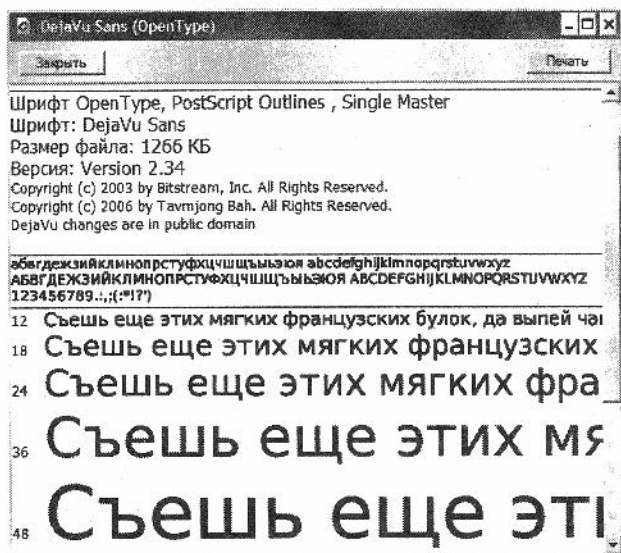 DejaVu Sans (OpenType)
Закрыть Печать
Шрифт OpenType, PostScript Outlines , Single Master
Шрифт: DejaVu Sans
Размер файла: 1266 КБ
Версия: Version 2.34
Copyright (c) 2003 by Bitstream, Inc. All Rights Reserved.
Copyright (c) 2006 by Tavmjong Bah. All Rights Reserved.
DejaVu changes are in public domain
абвгдежзийклмнопрстуфхцчшщъыьэюя abcdefghijklmnopqrstuvwxyz
АБВГДЕЖЗИЙКЛМНОПРСТУФХЦЧШЩЪЫЬЭЮЯ ABCDEFGHIJKLMNOPQRSTUVWXYZ
123456789.:,;(:*!?')
12 Съешь еще этих мягких французских булок, да выпей чаю
18 Съешь еще этих мягких французских
24 Съешь еще этих мягких фра
36 Съешь еще этих мя
48 Съешь еще эти